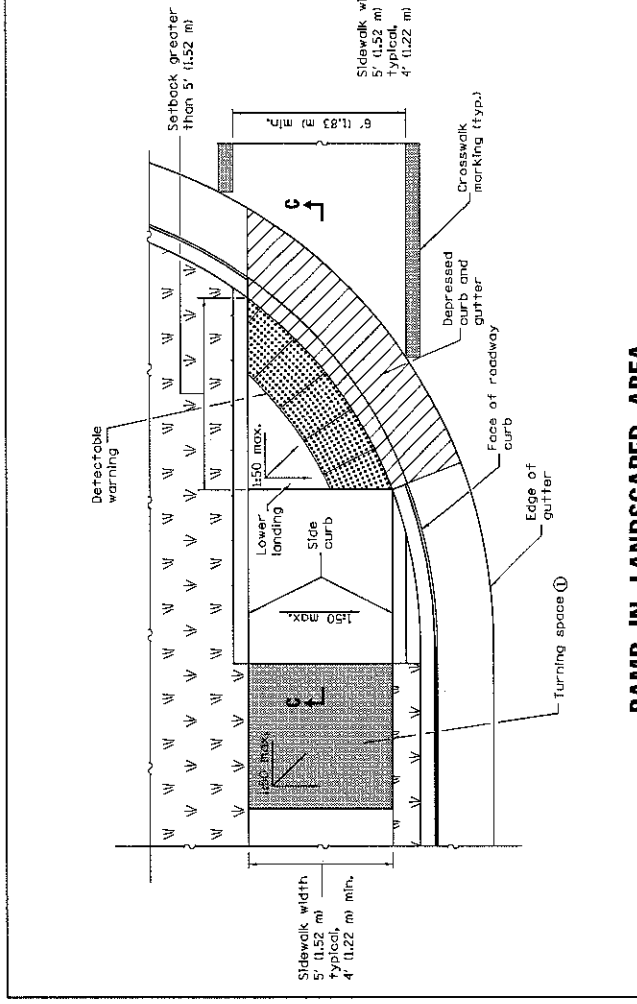 Setback greater
than 5' (1.52 m)
Detectable
warning
Sidewalk wi
5' (1.52 m)
typical,
4' (1.22 m)
6' (1.83 m) min.
C
Crosswalk
marking (typ.)
1:50 max.
Lower
landing
Side
curb
1:50 max.
Depressed
curb and
gutter
Face of roadway
curb
C
1:50 max.
Edge of
gutter
Turning space ①
Sidewalk width
5' (1.52 m)
typical,
4' (1.22 m) min.
RAMP IN LANDSCAPED AREA